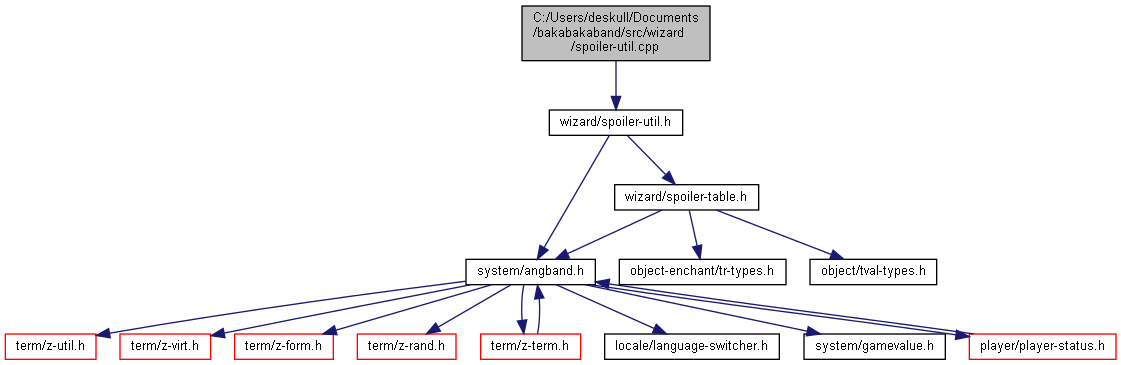 C:/Users/deskull/Documents
/bakabakaband/src/wizard
/spoiler-util.cpp
wizard/spoiler-util.h
wizard/spoiler-table.h
system/angband.h
object-enchant/tr-types.h
object/tval-types.h
term/z-util.h
term/z-virt.h
term/z-form.h
term/z-rand.h
term/z-term.h
locale/language-switcher.h
system/gamevalue.h
player/player-status.h